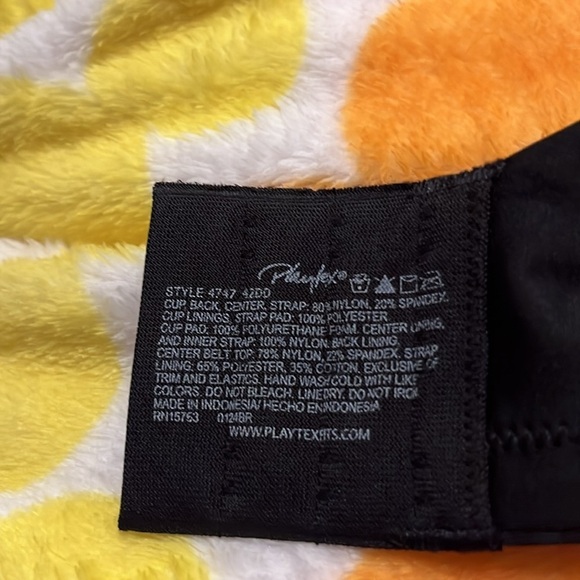 Playtex®
STYLE 4747 42DD
CUP BACK, CENTER, STRAP: 80% NYLON, 20% SPANDEX.
CUP LININGS, STRAP PAD: 100% POLYESTER
CUP PAD: 100% POLYURETHANE FOAM. CENTER LINING,
AND INNER STRAP: 100% NYLON. BACK LINING,
CENTER BELT TOP: 78% NYLON, 22% SPANDEX. STRAP
LINING: 65% POLYESTER, 35% COTTON. EXCLUSIVE OF
TRIM AND ELASTICS. HAND WASH COLD WITH LIKE
COLORS. DO NOT BLEACH. LINE DRY. DO NOT IRON
MADE IN INDONESIA/ HECHO EN INDONESIA
RN15763 0124BR
WWW.PLAYTEXFITS.COM